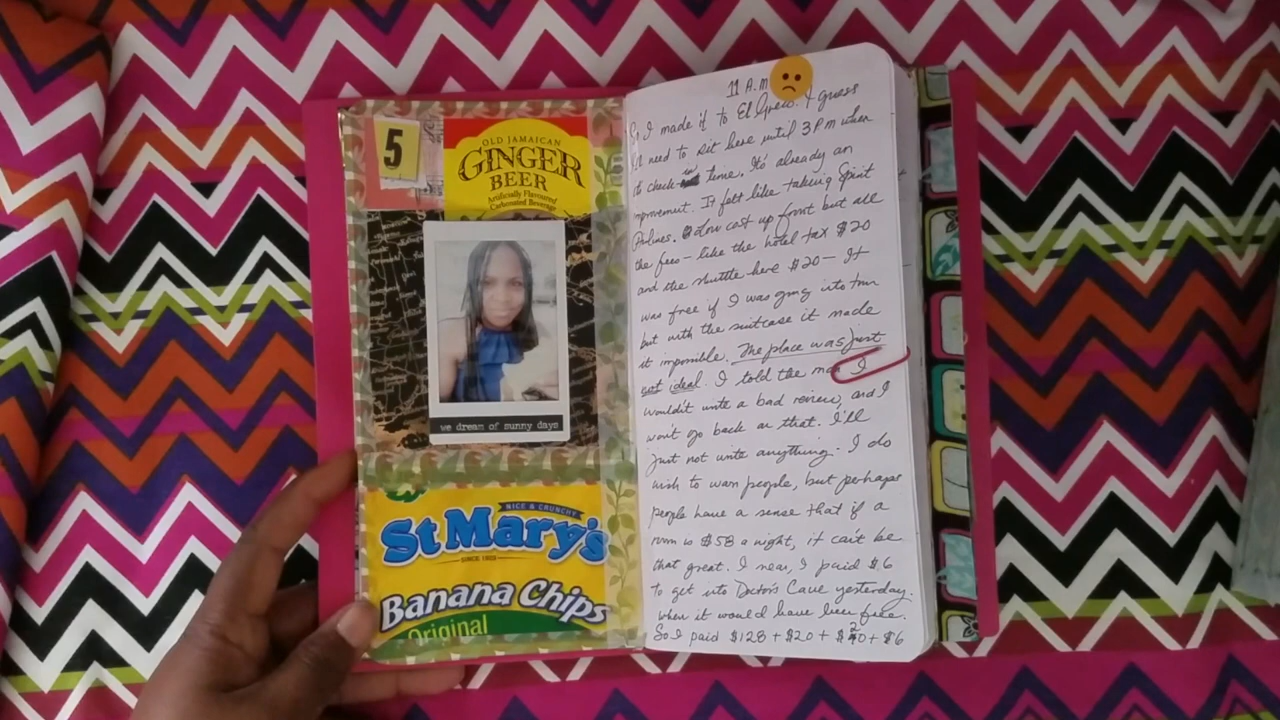 5
OLD JAMAICAN
GINGER
BEER
Artificially Flavoured
Carbonated Beverage
we dream of sunny days
NICE & CRUNCHY
St Mary's
Banana Chips
Original
11 A.M
So I made it to El Greco. I guess
I'll need to sit here until 3 PM when
it's check-in time. It's already an
improvement. It felt like taking Spirit
Airlines. Low cost up front but all
the fees - like the hotel tax $20
and the shuttle here $20 - It
was free if I was going into town
but with the suitcase it made
it impossible. The place was just
not ideal. I told the man I
wouldn't write a bad review, and I
won't go back on that. I'll
just not write anything. I do
wish to warn people, but perhaps
people have a sense that if a
room is $58 a night, it can't be
that great. I mean, I paid $6
to get into Doctor's Cave yesterday.
when it would have been free.
So I paid $128 + $20 + $20 + $6